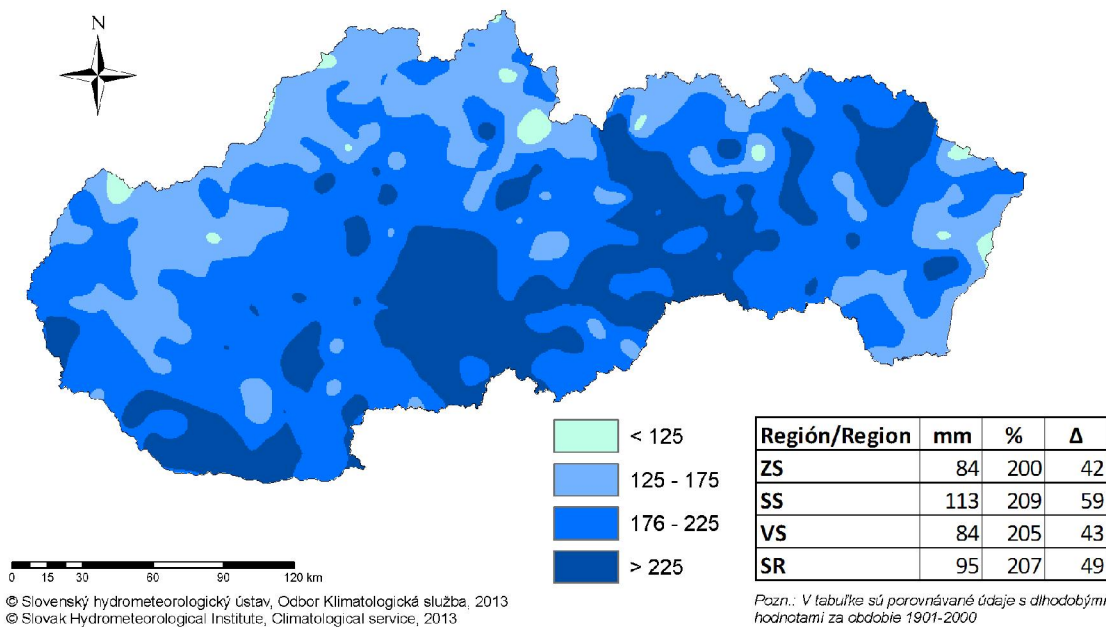 N
< 125
125 - 175
176 - 225
> 225
Región/Region mm % Δ
ZS 84 200 42
SS 113 209 59
VS 84 205 43
SR 95 207 49
0 15 30 60 90 120 km
© Slovenský hydrometeorologický ústav, Odbor Klimatologická služba, 2013
© Slovak Hydrometeorological Institute, Climatological service, 2013
Pozn.: V tabuľke sú porovnávané údaje s dlhodobými
hodnotami za obdobie 1901-2000